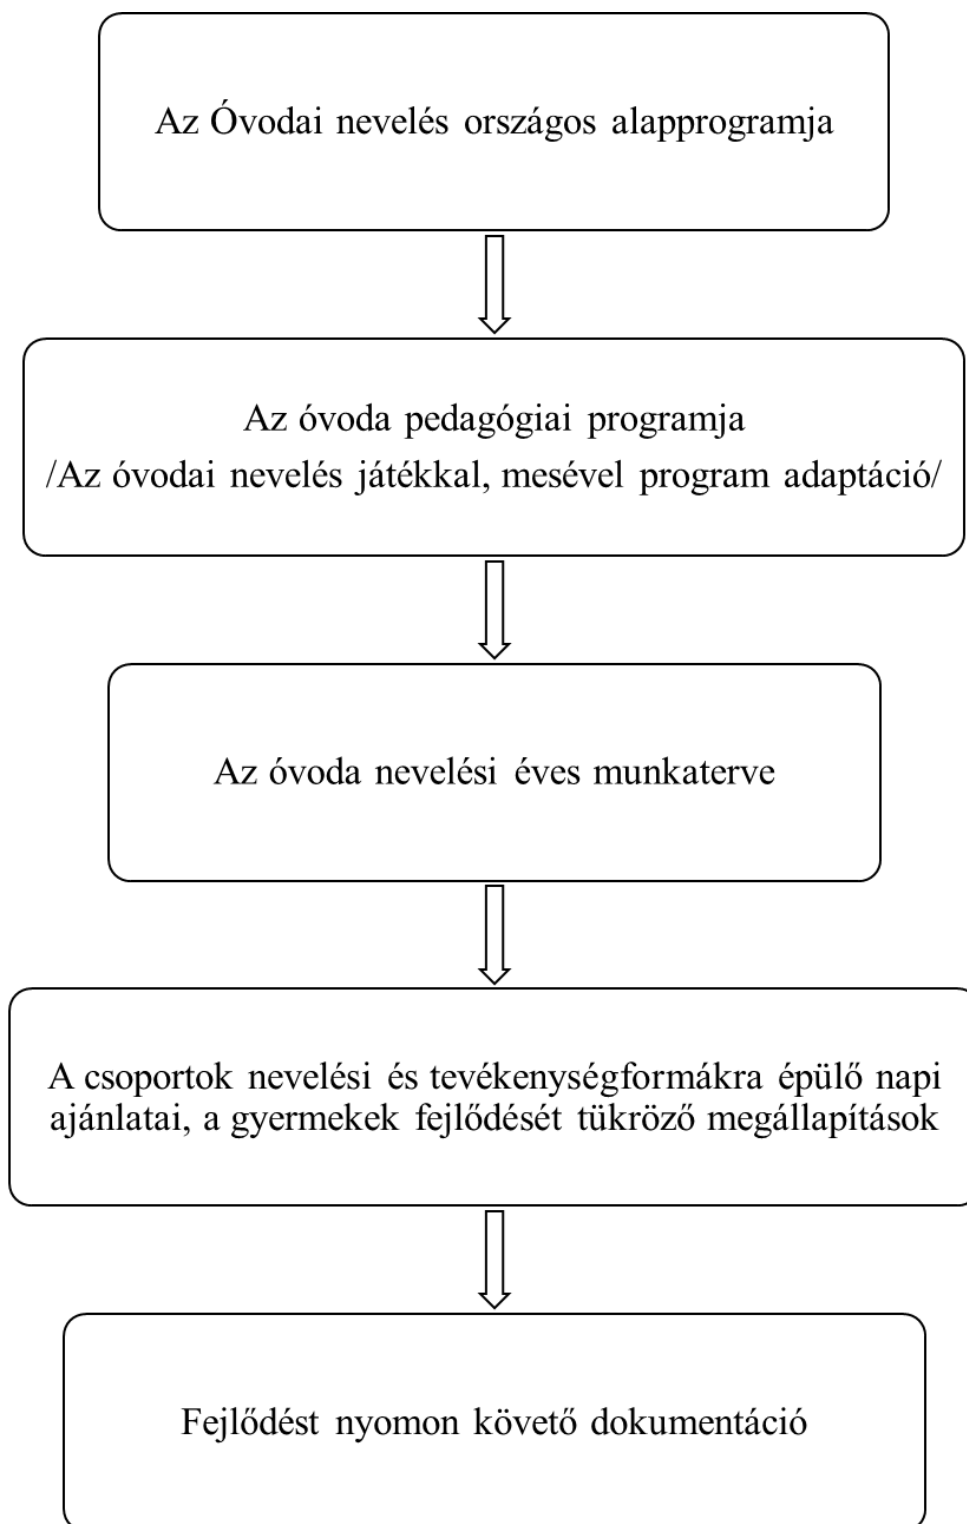 Az Óvodai nevelés országos alapprogramja
Az óvoda pedagógiai programja
/Az óvodai nevelés játékkal, mesével program adaptáció/
Az óvoda nevelési éves munkaterve
A csoportok nevelési és tevékenységformákra épülő napi
ajánlatai, a gyermekek fejlődését tükröző megállapítások
Fejlődést nyomon követő dokumentáció